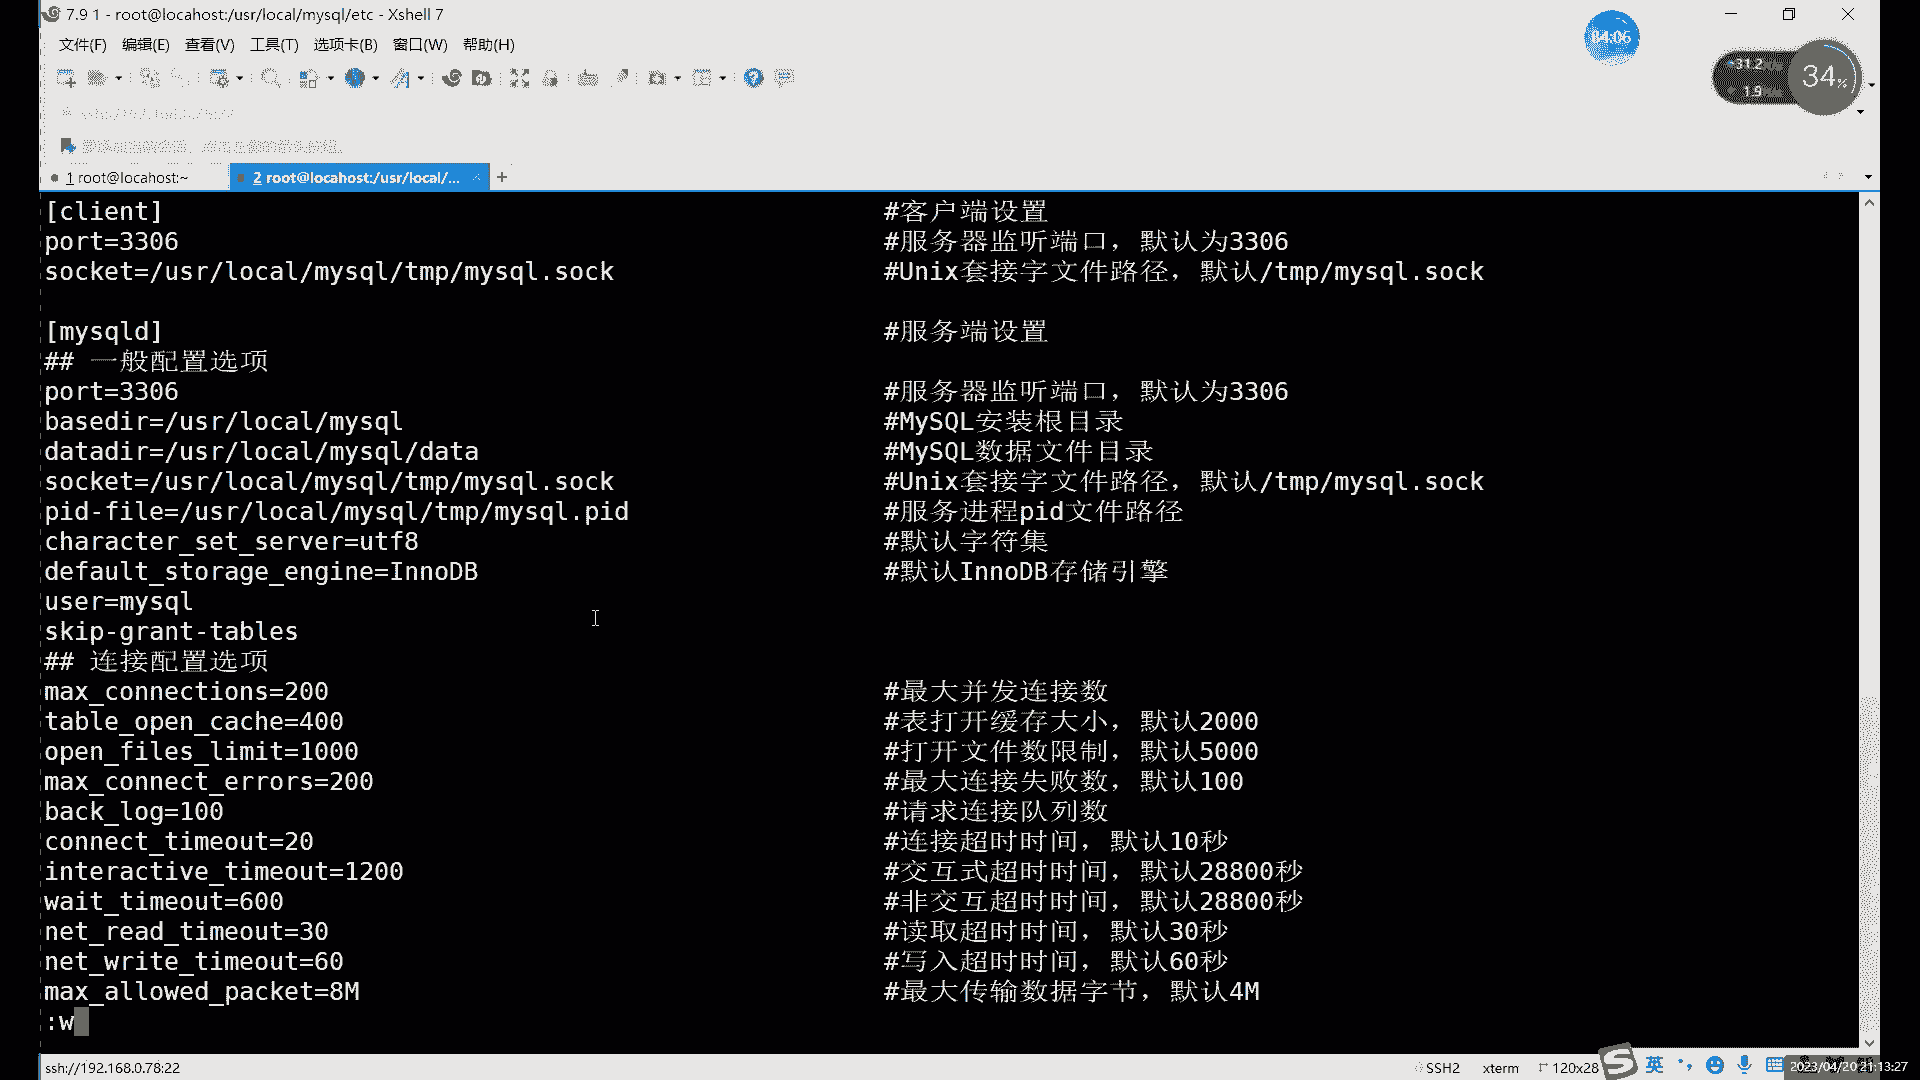 7.9 1 - root@locahost:/usr/local/mysql/etc - Xshell 7
文件(F) 编辑(E) 查看(V) 工具(T) 选项卡(B) 窗口(W) 帮助(H)
04:06
31.2
1.9
34%
1 root@locahost:~
2 root@locahost:/usr/local/...
[client] #客户端设置
port=3306 #服务器监听端口，默认为3306
socket=/usr/local/mysql/tmp/mysql.sock #Unix套接字文件路径，默认/tmp/mysql.sock
[mysqld] #服务端设置
## 一般配置选项
port=3306 #服务器监听端口，默认为3306
basedir=/usr/local/mysql #MySQL安装根目录
datadir=/usr/local/mysql/data #MySQL数据文件目录
socket=/usr/local/mysql/tmp/mysql.sock #Unix套接字文件路径，默认/tmp/mysql.sock
pid-file=/usr/local/mysql/tmp/mysql.pid #服务进程pid文件路径
character_set_server=utf8 #默认字符集
default_storage_engine=InnoDB #默认InnoDB存储引擎
user=mysql
skip-grant-tables
## 连接配置选项
max_connections=200 #最大并发连接数
table_open_cache=400 #表打开缓存大小，默认2000
open_files_limit=1000 #打开文件数限制，默认5000
max_connect_errors=200 #最大连接失败数，默认100
back_log=100 #请求连接队列数
connect_timeout=20 #连接超时时间，默认10秒
interactive_timeout=1200 #交互式超时时间，默认28800秒
wait_timeout=600 #非交互超时时间，默认28800秒
net_read_timeout=30 #读取超时时间，默认30秒
net_write_timeout=60 #写入超时时间，默认60秒
max_allowed_packet=8M #最大传输数据字节，默认4M
:w
ssh://192.168.0.78:22 SSH2 xterm 120x28 英 2023/04/20 21:13:27